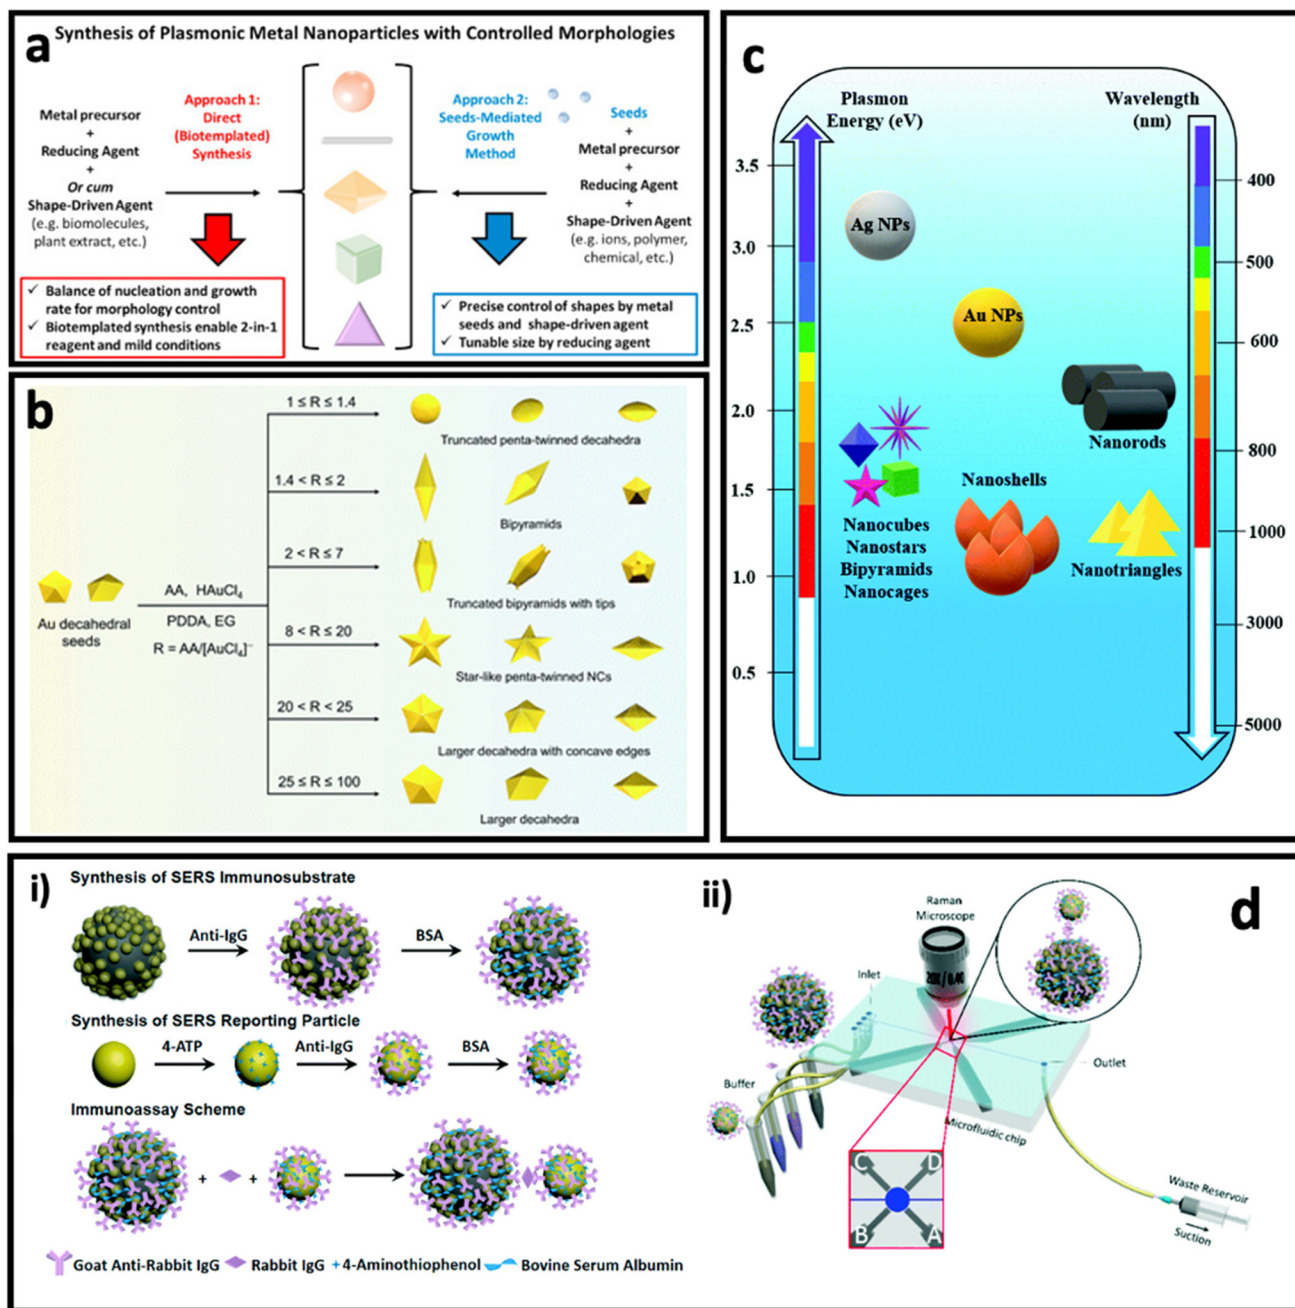 a
Synthesis of Plasmonic Metal Nanoparticles with Controlled Morphologies
Metal precursor
+
Reducing Agent
+
Or cum
Shape-Driven Agent
(e.g. biomolecules,
plant extract, etc.)
Approach 1:
Direct
(Biotemplated)
Synthesis
Approach 2:
Seeds-Mediated
Growth
Method
Seeds
+
Metal precursor
+
Reducing Agent
+
Shape-Driven Agent
(e.g. ions, polymer,
chemical, etc.)
✓ Balance of nucleation and growth
rate for morphology control
✓ Biotemplated synthesis enable 2-in-1
reagent and mild conditions
✓ Precise control of shapes by metal
seeds and shape-driven agent
✓ Tunable size by reducing agent
b
Au decahedral
seeds
AA, HAuCl₄
PDDA, EG
R = AA/[AuCl₄]⁻
1 ≤ R ≤ 1.4
Truncated penta-twinned decahedra
1.4 < R ≤ 2
Bipyramids
2 < R ≤ 7
Truncated bipyramids with tips
8 < R ≤ 20
Star-like penta-twinned NCs
20 < R < 25
Larger decahedra with concave edges
25 ≤ R ≤ 100
Larger decahedra
c
Plasmon
Energy (eV)
Wavelength
(nm)
3.5
3.0
2.5
2.0
1.5
1.0
0.5
400
500
600
800
1000
3000
5000
Ag NPs
Au NPs
Nanorods
Nanoshells
Nanocubes
Nanostars
Bipyramids
Nanocages
Nanotriangles
i)
Synthesis of SERS Immunosubstrate
Anti-IgG
BSA
Synthesis of SERS Reporting Particle
4-ATP
Anti-IgG
BSA
Immunoassay Scheme
+
+
Goat Anti-Rabbit IgG
Rabbit IgG
4-Aminothiophenol
Bovine Serum Albumin
ii)
d
Raman
Microscope
20X / 0.40
Inlet
Buffer
Outlet
Microfluidic chip
C
D
B
A
Waste Reservoir
Suction